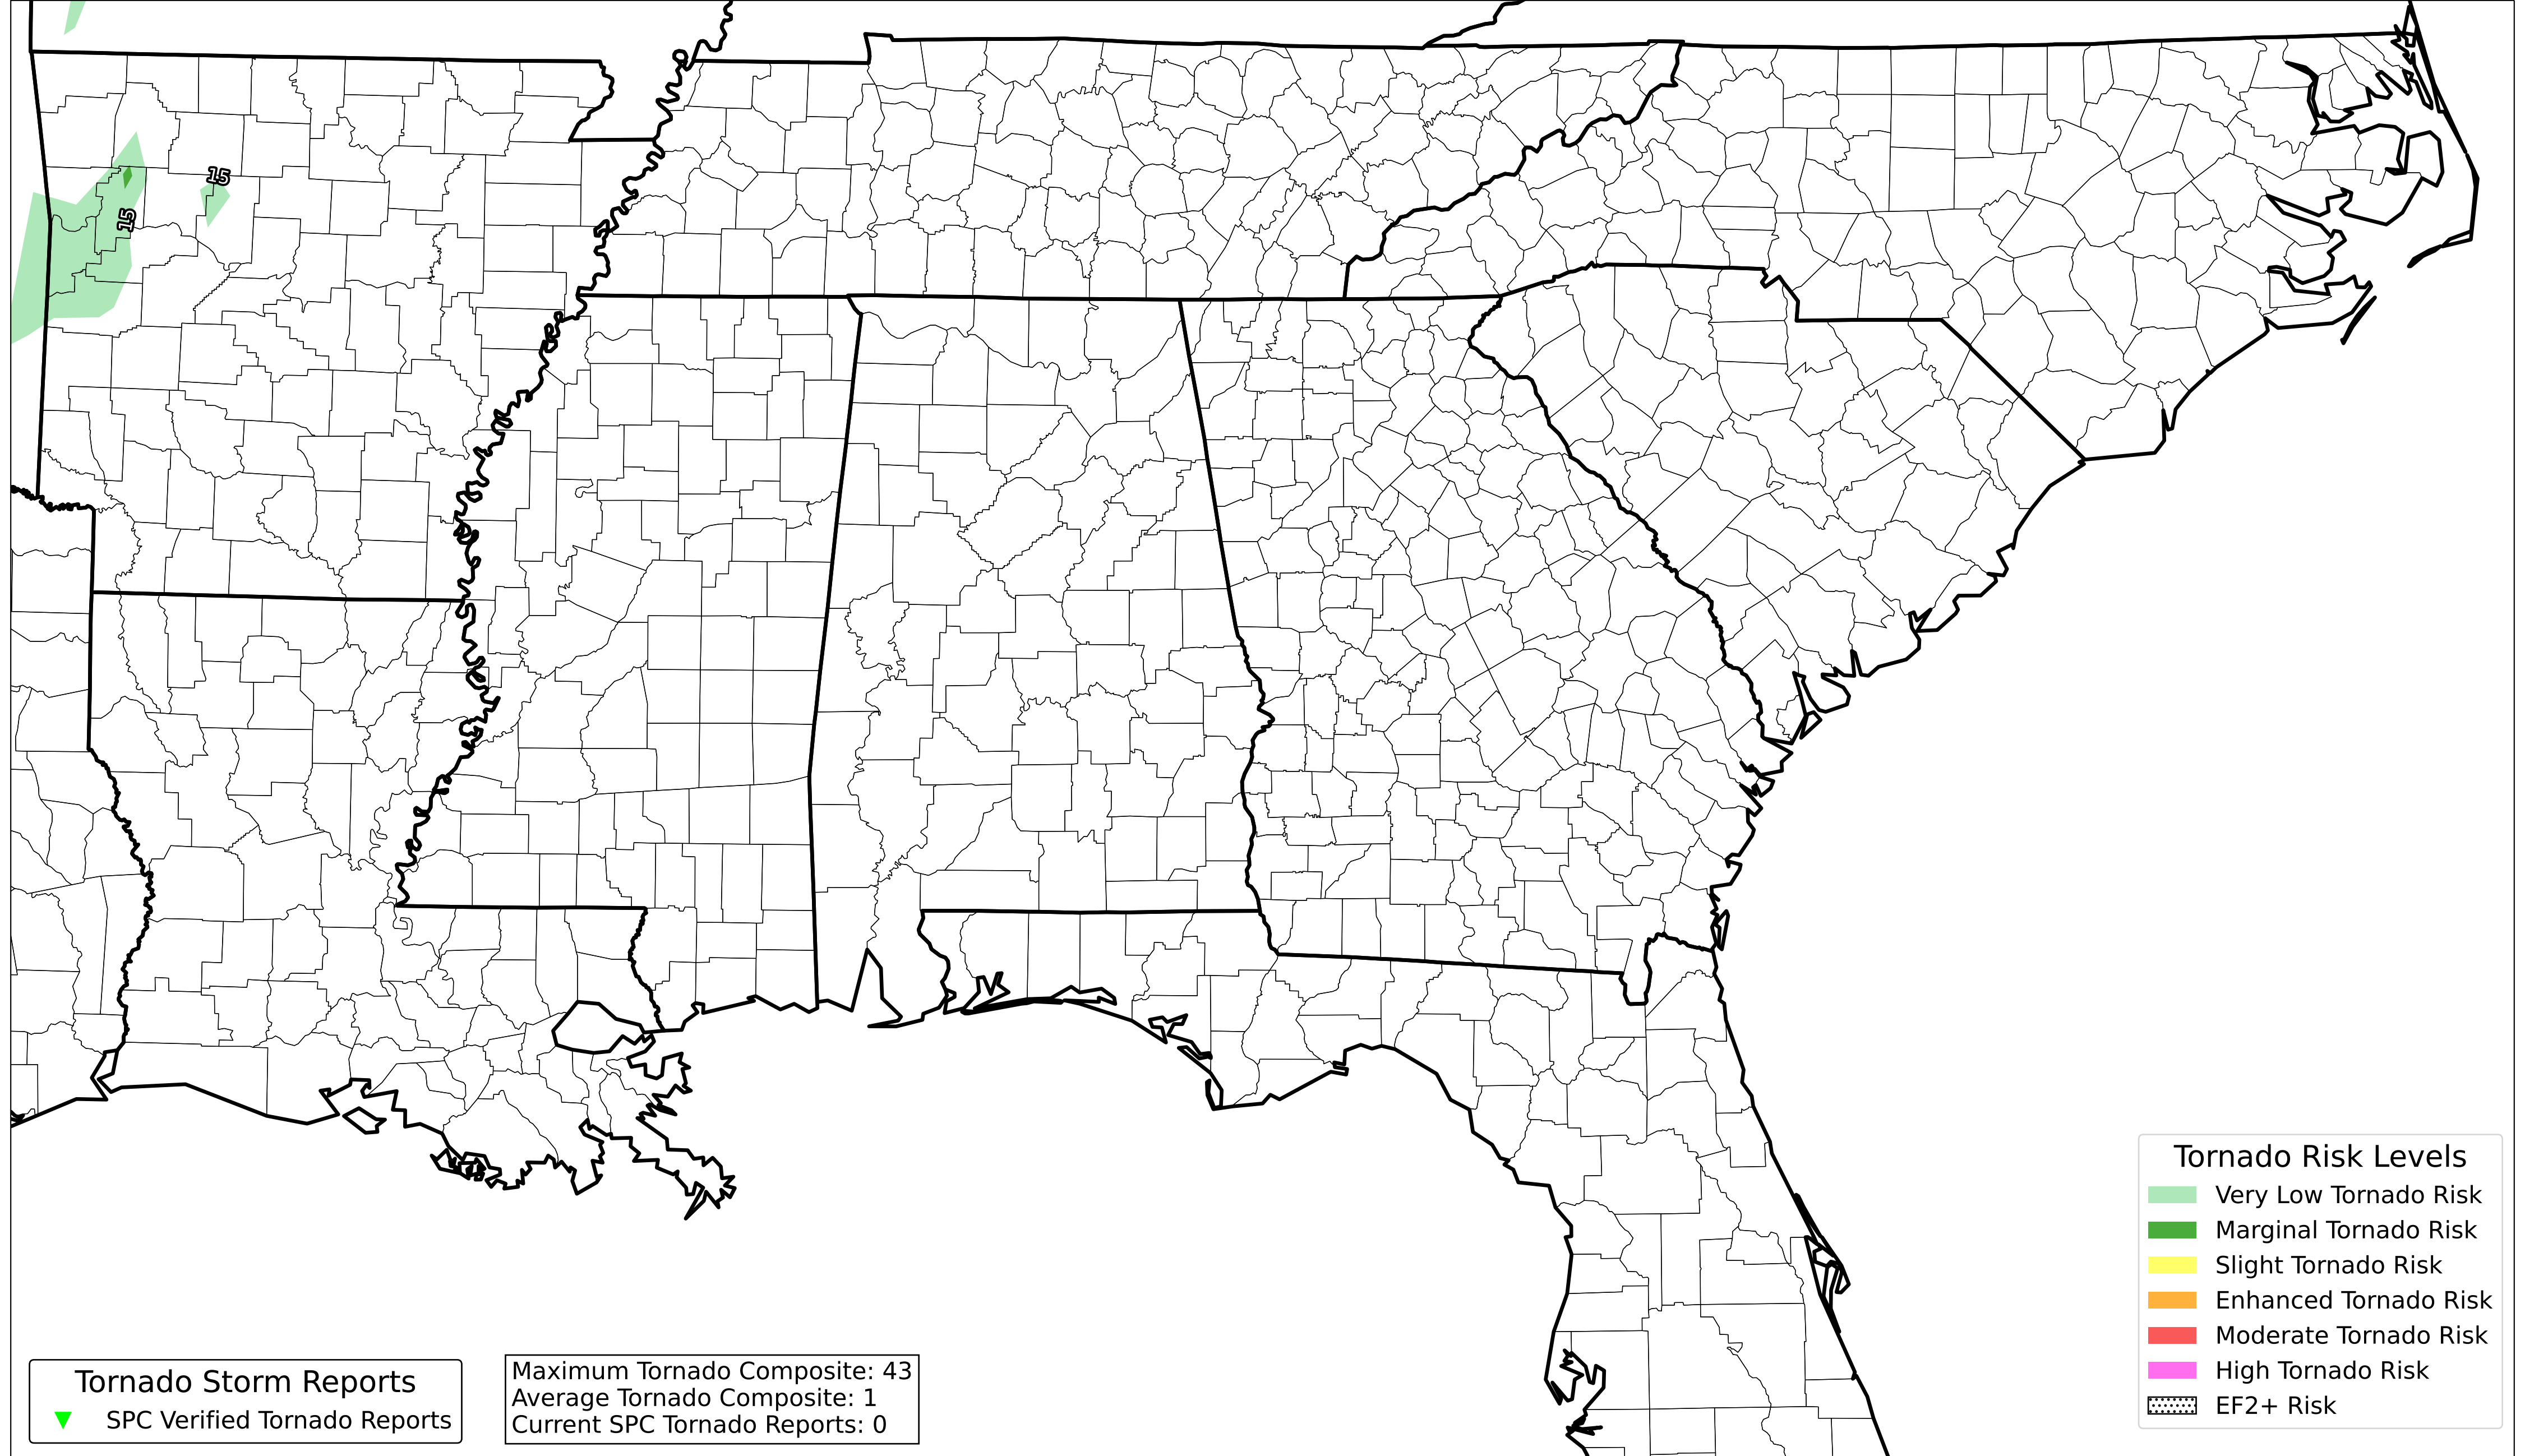 15
15
Tornado Risk Levels
Very Low Tornado Risk
Marginal Tornado Risk
Slight Tornado Risk
Enhanced Tornado Risk
Moderate Tornado Risk
High Tornado Risk
EF2+ Risk
Tornado Storm Reports
SPC Verified Tornado Reports
Maximum Tornado Composite: 43
Average Tornado Composite: 1
Current SPC Tornado Reports: 0